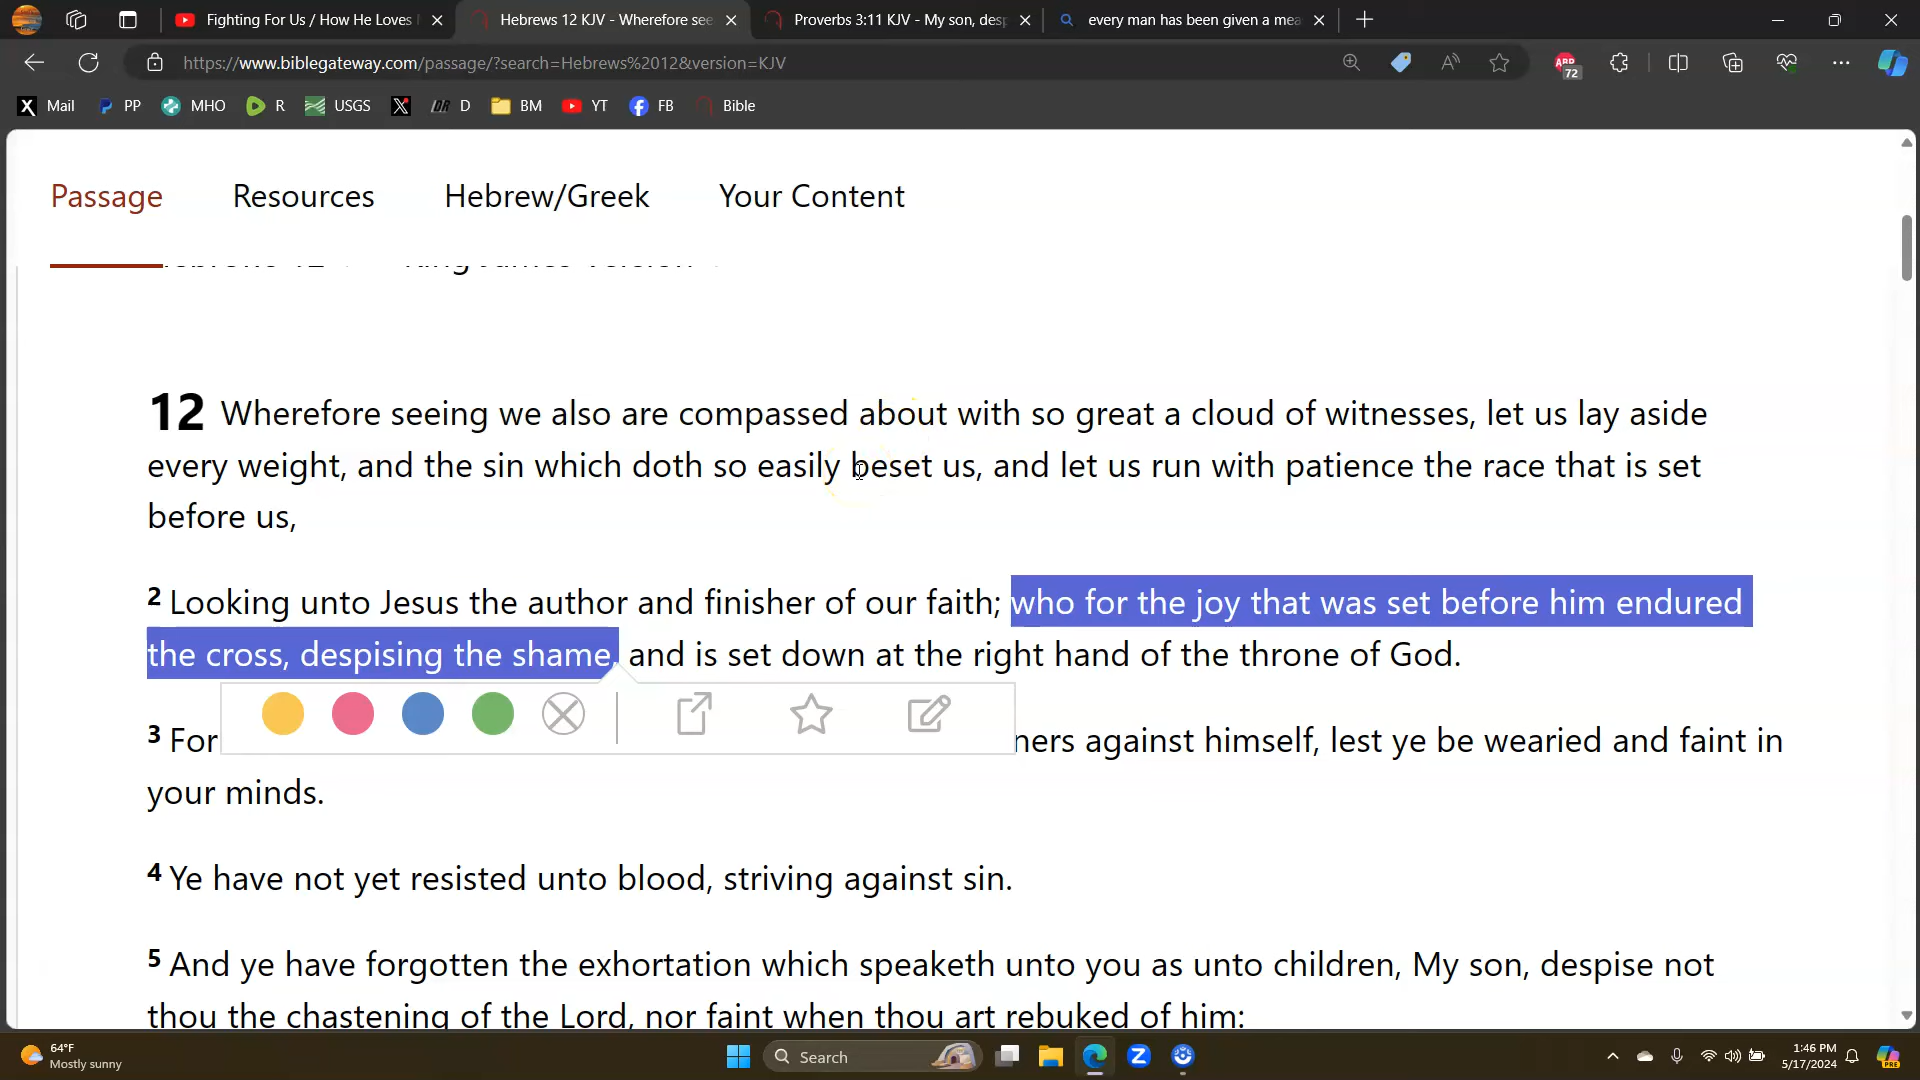 Fighting For Us / How He Loves
Hebrews 12 KJV - Wherefore see
Proverbs 3:11 KJV - My son, desp
every man has been given a mea
https://www.biblegateway.com/passage/?search=Hebrews%2012&version=KJV
ABP
72
X Mail
PP
MHO
R
USGS
X
DR D
BM
YT
FB
Bible
Passage
Resources
Hebrew/Greek
Your Content
12 Wherefore seeing we also are compassed about with so great a cloud of witnesses, let us lay aside
every weight, and the sin which doth so easily beset us, and let us run with patience the race that is set
before us,
2 Looking unto Jesus the author and finisher of our faith; who for the joy that was set before him endured
the cross, despising the shame, and is set down at the right hand of the throne of God.
3 For
ners against himself, lest ye be wearied and faint in
your minds.
4 Ye have not yet resisted unto blood, striving against sin.
5 And ye have forgotten the exhortation which speaketh unto you as unto children, My son, despise not
thou the chastening of the Lord, nor faint when thou art rebuked of him:
64°F
Mostly sunny
Search
Z
1:46 PM
5/17/2024
PRE